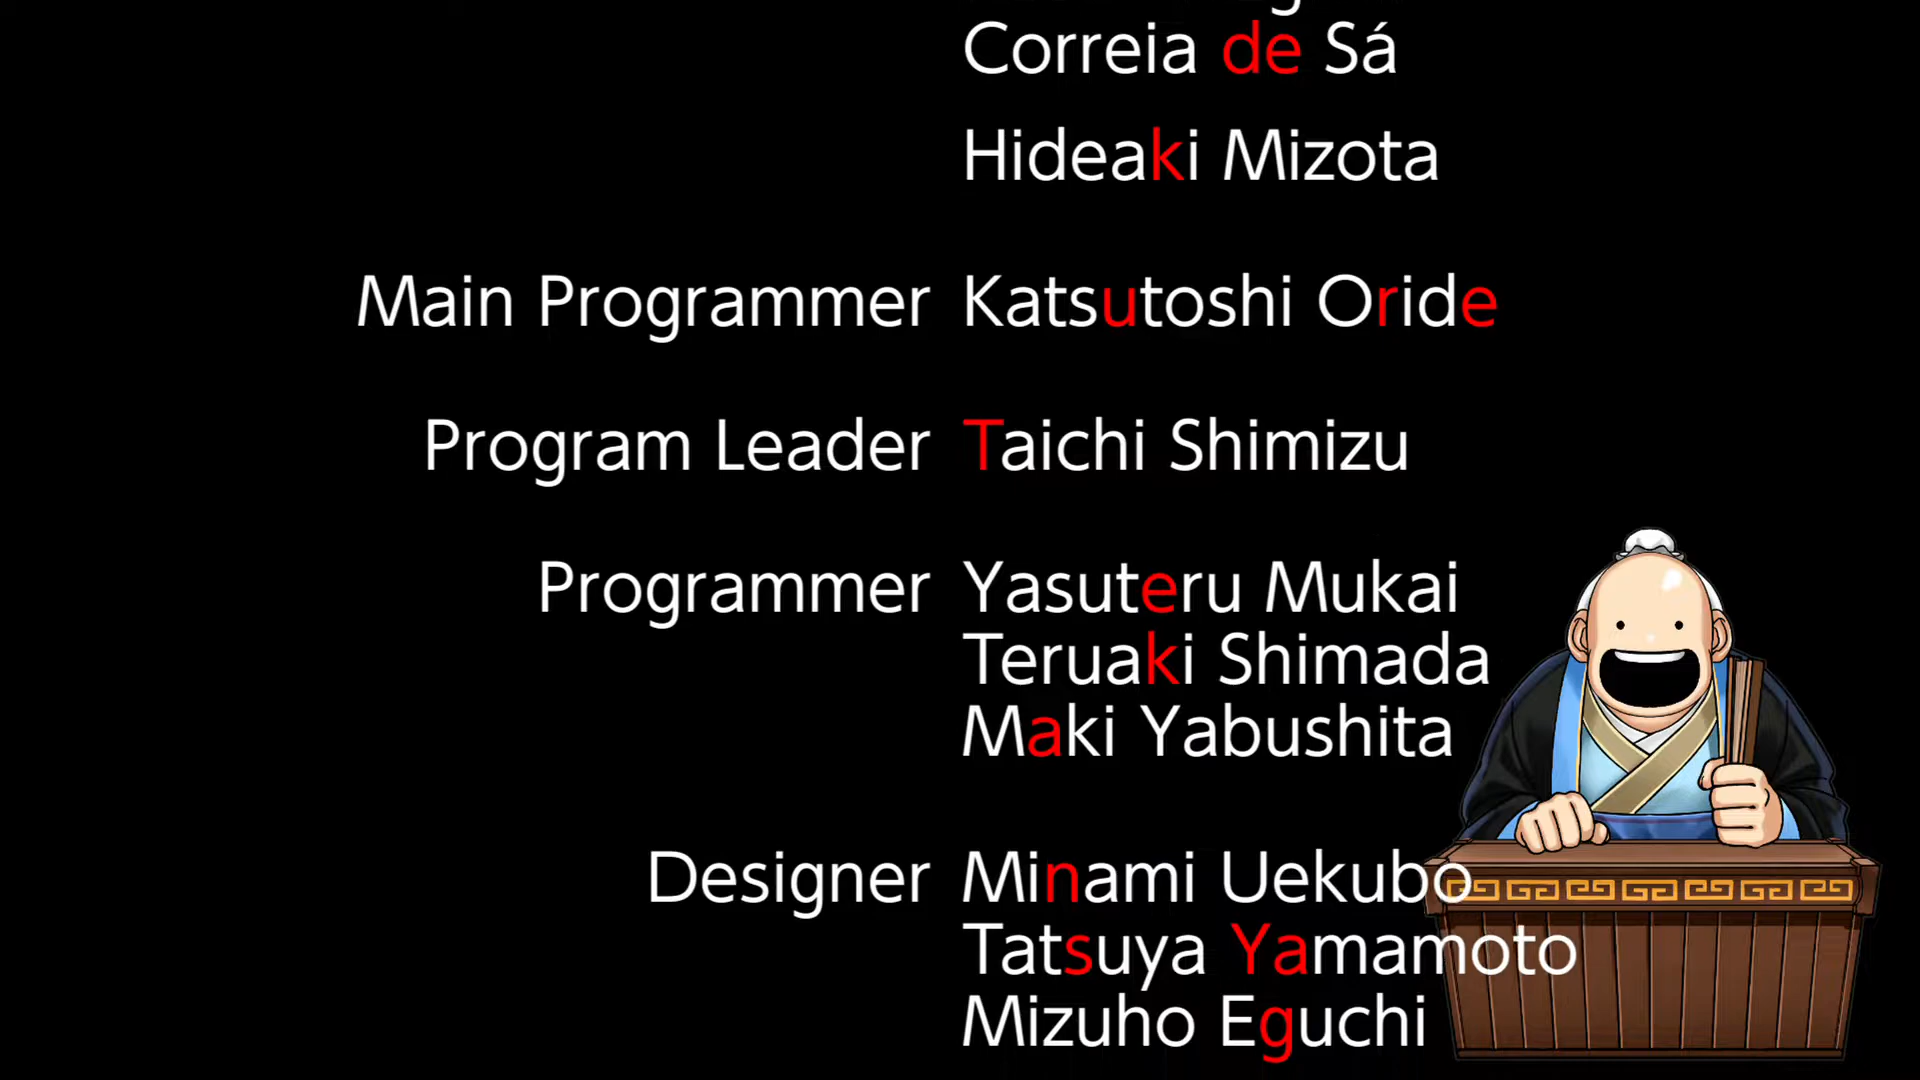 Correia de Sá
Hideaki Mizota
Main Programmer Katsutoshi Oride
Program Leader Taichi Shimizu
Programmer Yasuteru Mukai
Teruaki Shimada
Maki Yabushita
Designer Minami Uekubo
Tatsuya Yamamoto
Mizuho Eguchi